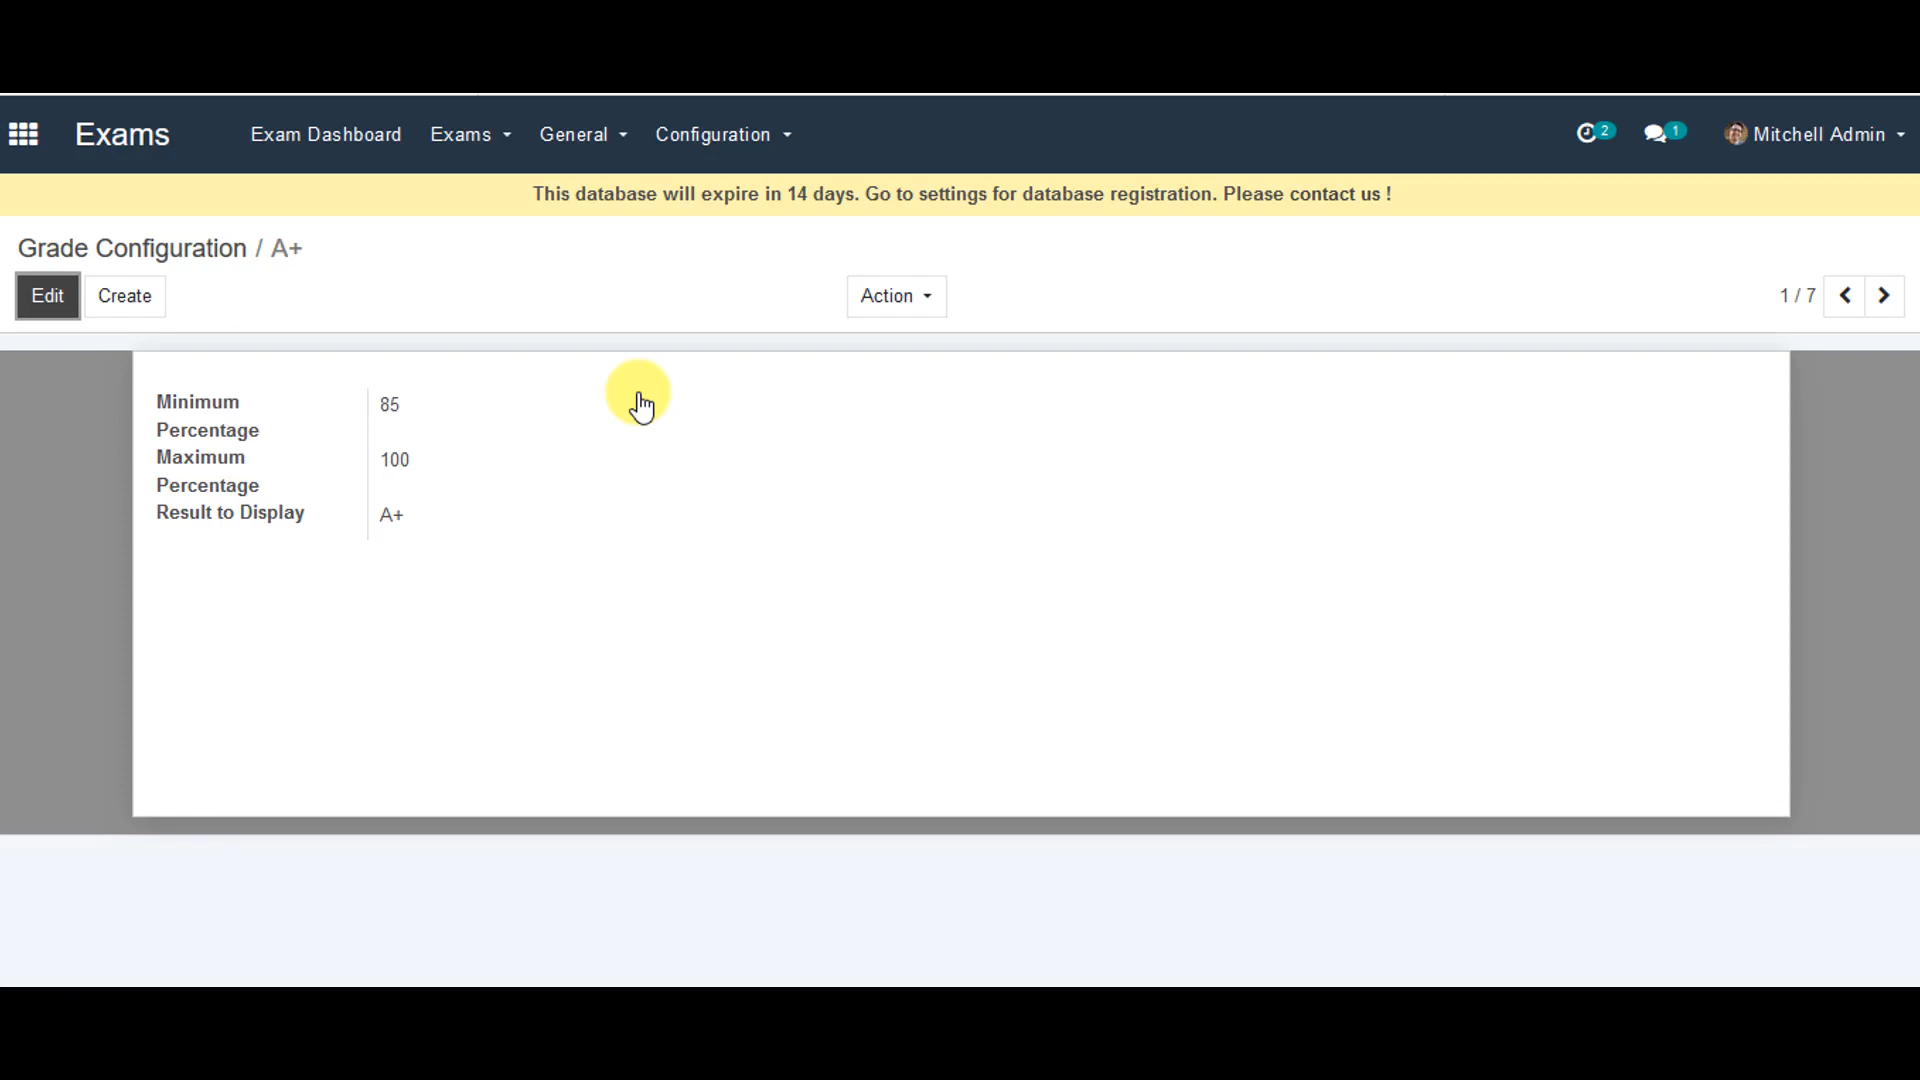 Exams Exam Dashboard Exams General Configuration 2 1 Mitchell Admin
This database will expire in 14 days. Go to settings for database registration. Please contact us !
Grade Configuration / A+
Edit Create Action 1 / 7
Minimum Percentage 85
Maximum Percentage 100
Result to Display A+